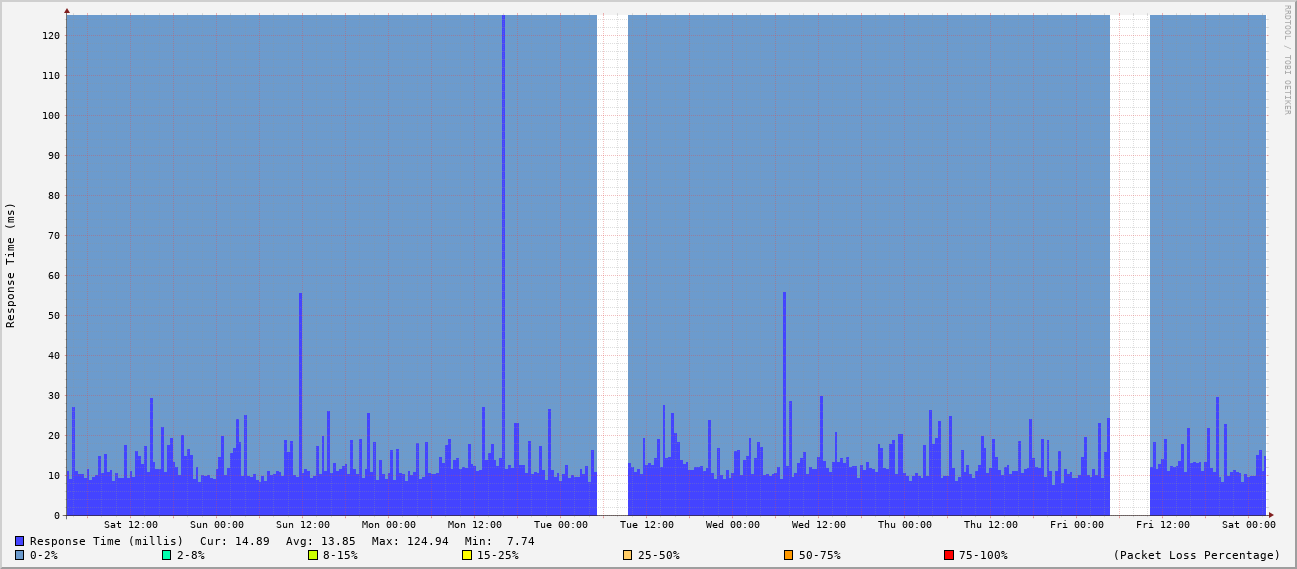 RRDTOOL / TOBI OETIKER
Response Time (ms)
120
110
100
90
80
70
60
50
40
30
20
10
0
Sat 12:00 Sun 00:00 Sun 12:00 Mon 00:00 Mon 12:00 Tue 00:00 Tue 12:00 Wed 00:00 Wed 12:00 Thu 00:00 Thu 12:00 Fri 00:00 Fri 12:00 Sat 00:00
Response Time (millis) Cur: 14.89 Avg: 13.85 Max: 124.94 Min: 7.74
0-2% 2-8% 8-15% 15-25% 25-50% 50-75% 75-100% (Packet Loss Percentage)